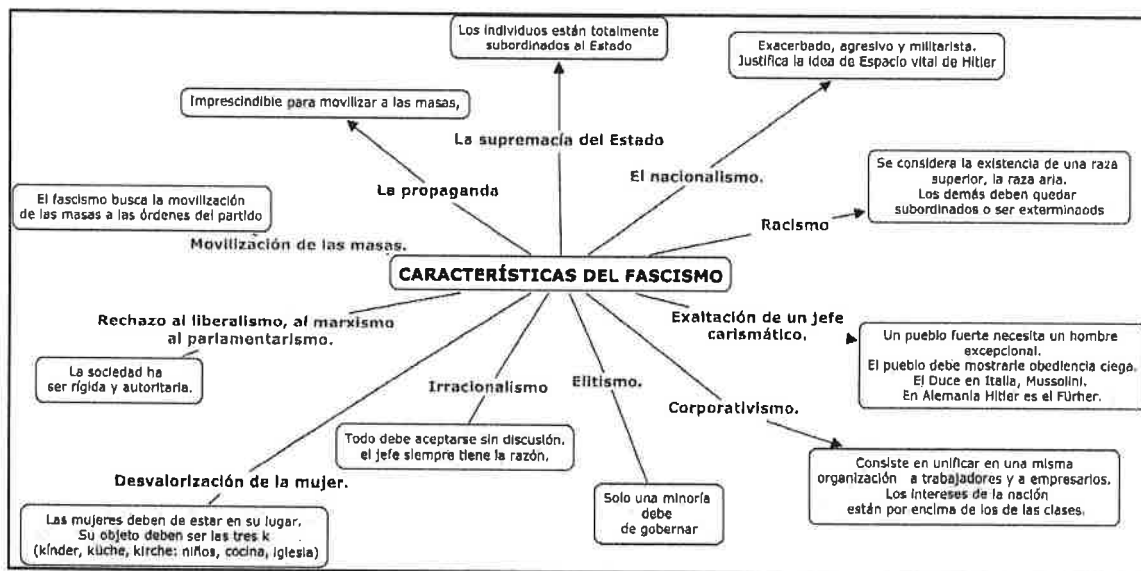 Los individuos están totalmente
subordinados al Estado
Exacerbado, agresivo y militarista.
Justifica la idea de Espacio vital de Hitler
Imprescindible para movilizar a las masas,
La supremacía del Estado
El nacionalismo.
Se considera la existencia de una raza
superior, la raza aria.
Los demás deben quedar
subordinados o ser exterminaods
La propaganda
El fascismo busca la movilización
de las masas a las órdenes del partido
Racismo
Movilización de las masas.
CARACTERÍSTICAS DEL FASCISMO
Rechazo al liberalismo, al marxismo
al parlamentarismo.
Exaltación de un jefe
carismático.
Un pueblo fuerte necesita un hombre
excepcional.
El pueblo debe mostrarle obediencia ciega.
El Duce en Italia, Mussolini.
En Alemania Hitler es el Fürher.
La sociedad ha
ser rígida y autoritaria.
Irracionalismo
Elitismo.
Corporativismo.
Todo debe aceptarse sin discusión,
el jefe siempre tiene la razón.
Consiste en unificar en una misma
organización a trabajadores y a empresarios.
Los intereses de la nación
están por encima de los de las clases.
Desvalorización de la mujer.
Solo una minoría
debe
de gobernar
Las mujeres deben de estar en su lugar.
Su objeto deben ser las tres k
(kínder, küche, kirche: niños, cocina, iglesia)